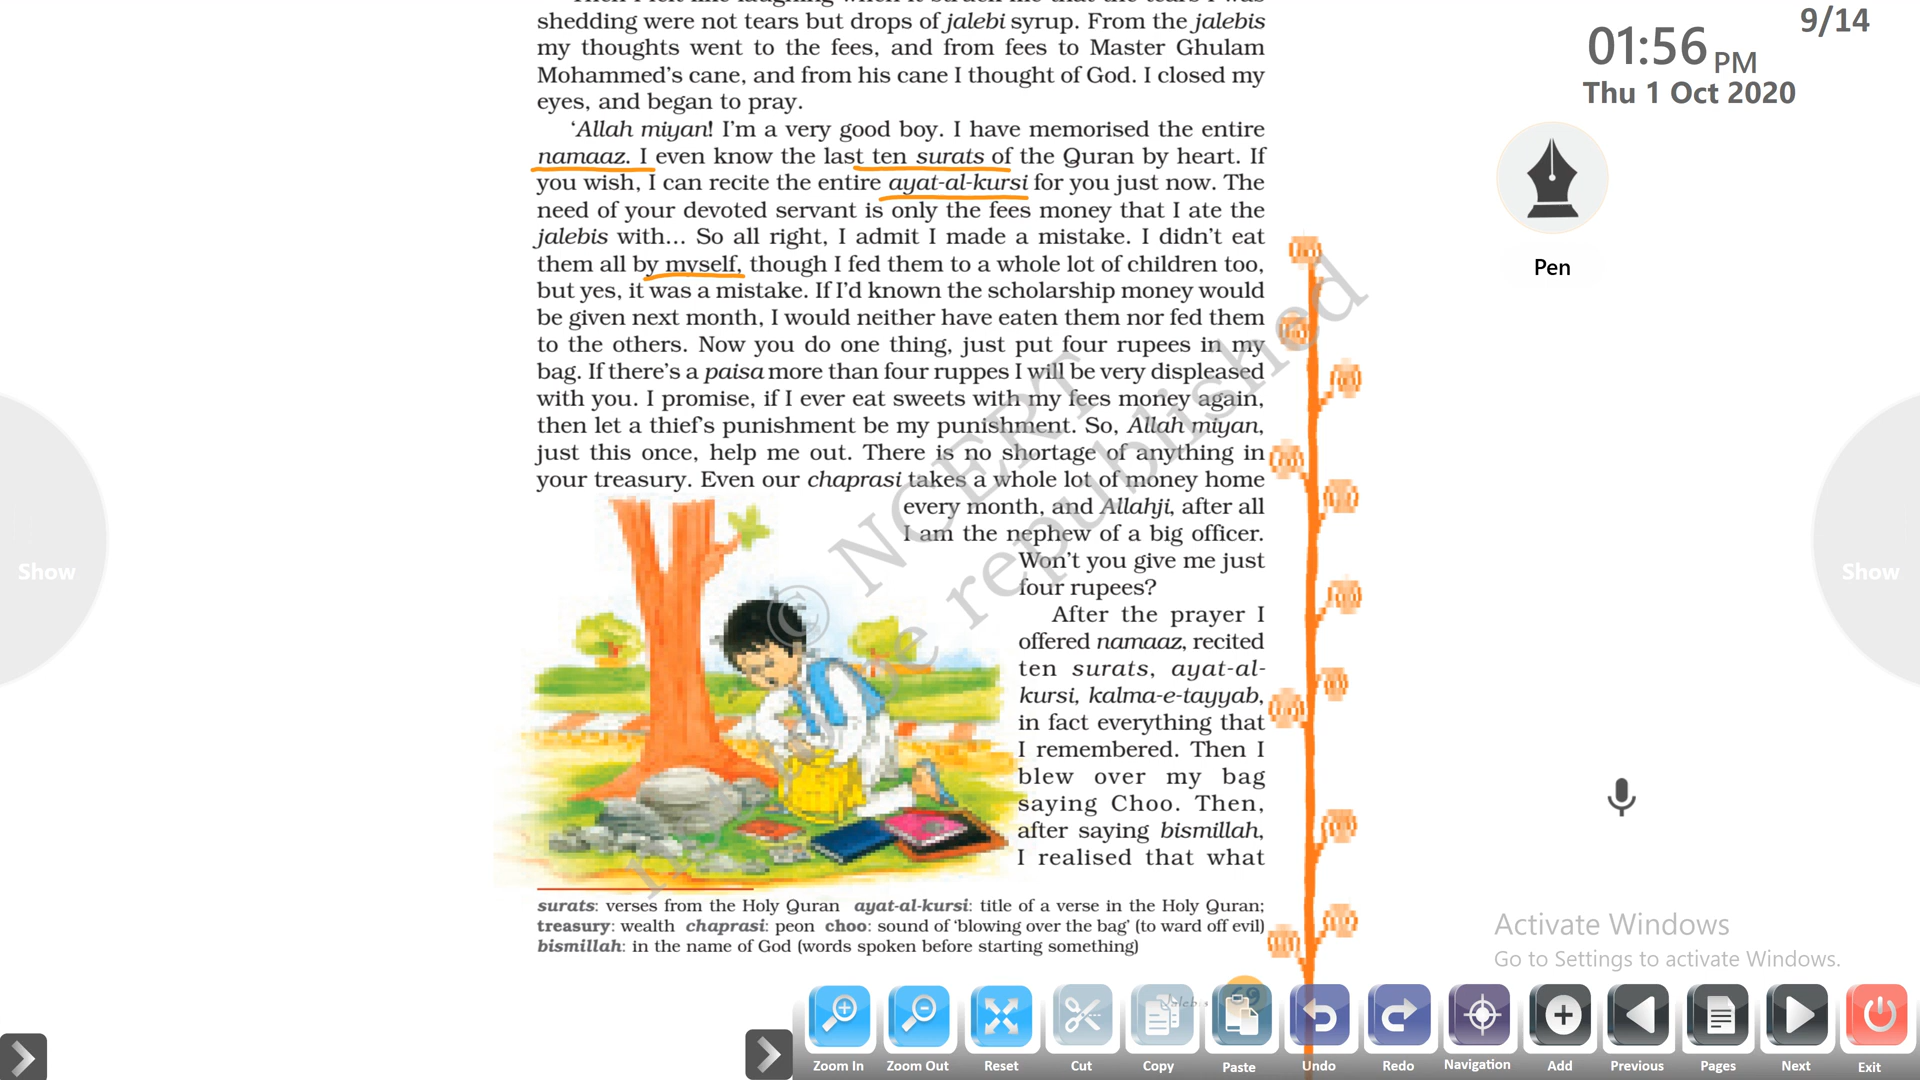 shedding were not tears but drops of jalebi syrup. From the jalebis
my thoughts went to the fees, and from fees to Master Ghulam
Mohammed's cane, and from his cane I thought of God. I closed my
eyes, and began to pray.
'Allah miyan! I'm a very good boy. I have memorised the entire
namaaz. I even know the last ten surats of the Quran by heart. If
you wish, I can recite the entire ayat-al-kursi for you just now. The
need of your devoted servant is only the fees money that I ate the
jalebis with... So all right, I admit I made a mistake. I didn't eat
them all by myself, though I fed them to a whole lot of children too,
but yes, it was a mistake. If I'd known the scholarship money would
be given next month, I would neither have eaten them nor fed them
to the others. Now you do one thing, just put four rupees in my
bag. If there's a paisa more than four ruppes I will be very displeased
with you. I promise, if I ever eat sweets with my fees money again,
then let a thief's punishment be my punishment. So, Allah miyan,
just this once, help me out. There is no shortage of anything in
your treasury. Even our chaprasi takes a whole lot of money home
every month, and Allahji, after all
I am the nephew of a big officer.
Won't you give me just
four rupees?
After the prayer I
offered namaaz, recited
ten surats, ayat-al-
kursi, kalma-e-tayyab,
in fact everything that
I remembered. Then I
blew over my bag
saying Choo. Then,
after saying bismillah,
I realised that what
surats: verses from the Holy Quran ayat-al-kursi: title of a verse in the Holy Quran;
treasury: wealth chaprasi: peon choo: sound of 'blowing over the bag' (to ward off evil)
bismillah: in the name of God (words spoken before starting something)
© NCERT
republished
9/14
01:56 PM
Thu 1 Oct 2020
Pen
Show
Show
Activate Windows
Go to Settings to activate Windows.
Jalebis 69
Zoom In Zoom Out Reset Cut Copy Paste Undo Redo Navigation Add Previous Pages Next Exit